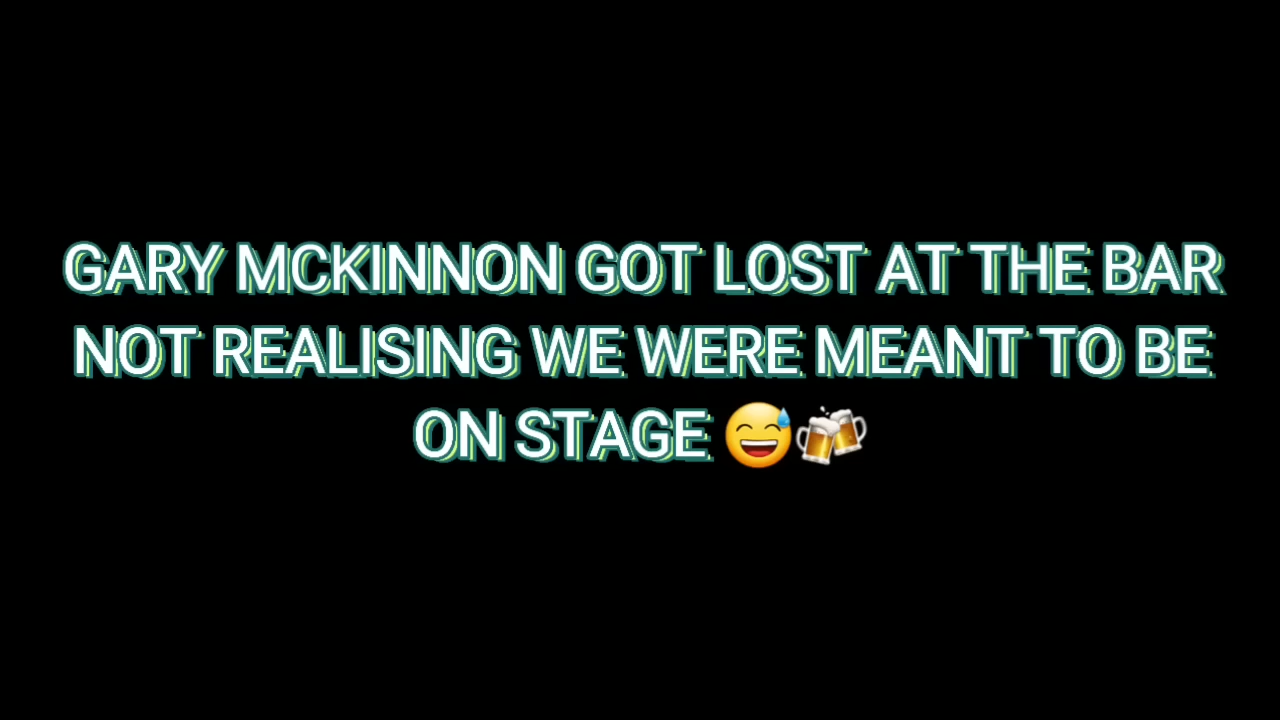 GARY MCKINNON GOT LOST AT THE BAR
NOT REALISING WE WERE MEANT TO BE
ON STAGE 😅🍻